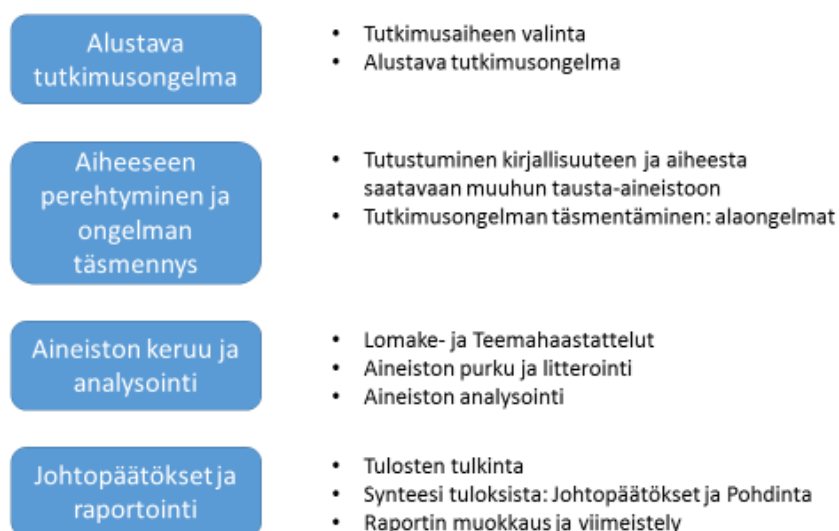 Alustava
tutkimusongelma
• Tutkimusaiheen valinta
• Alustava tutkimusongelma
Aiheeseen
perehtyminen ja
ongelman
täsmennys
• Tutustuminen kirjallisuuteen ja aiheesta
saatavaan muuhun tausta-aineistoon
• Tutkimusongelman täsmentäminen: alaongelmat
Aineiston keruu ja
analysointi
• Lomake- ja Teemahaastattelut
• Aineiston purku ja litterointi
• Aineiston analysointi
Johtopäätökset ja
raportointi
• Tulosten tulkinta
• Synteesi tuloksista: Johtopäätökset ja Pohdinta
• Raportin muokkaus ja viimeistely